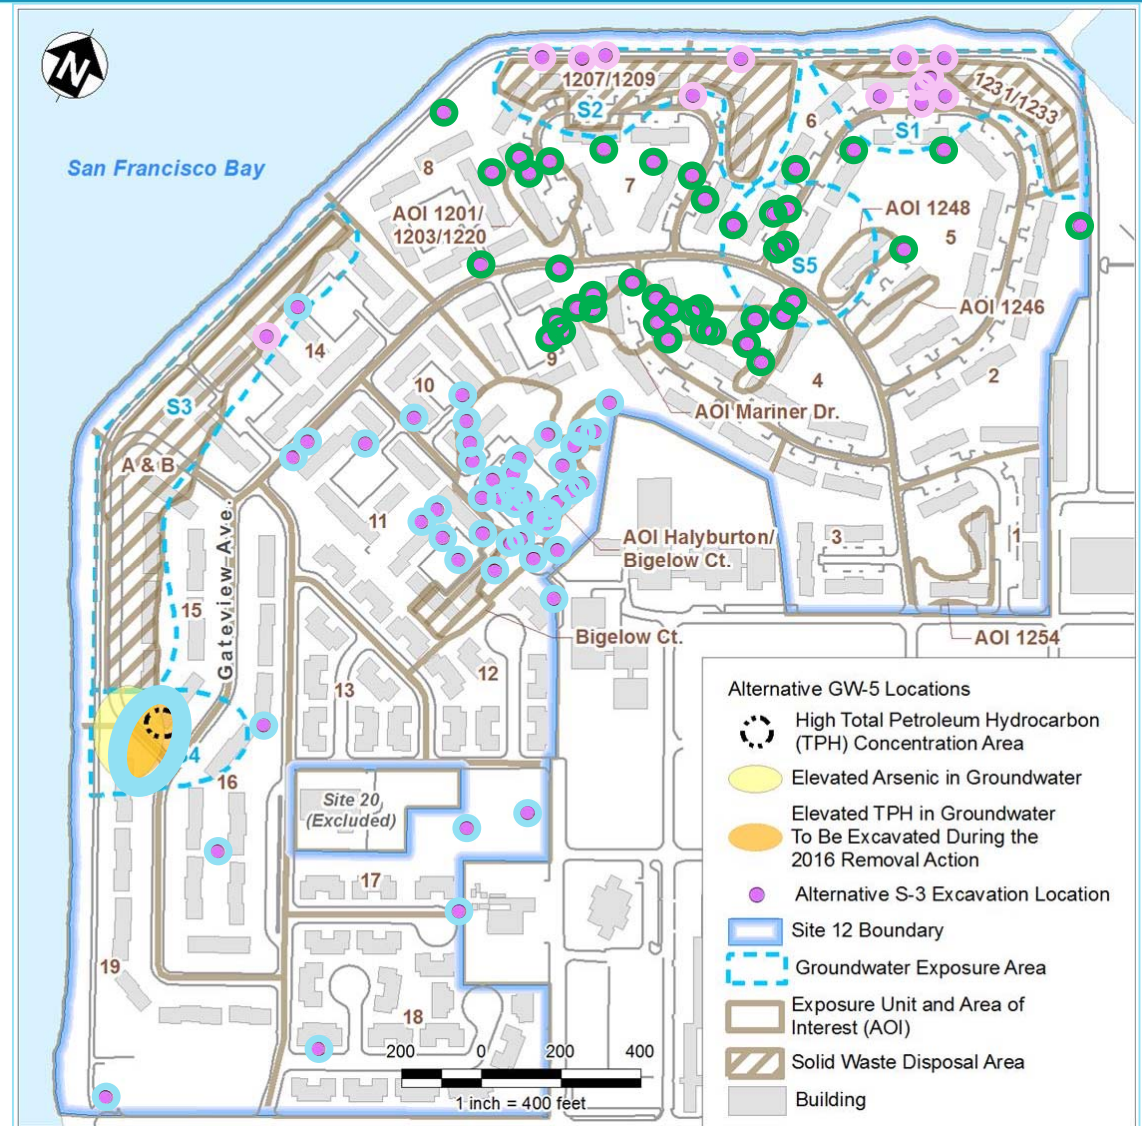 N
San Francisco Bay
1207/1209
S2
1231/1233
6
S1
8
7
AOI 1201/
1203/1220
AOI 1248
5
S5
AOI 1246
14
9
2
10
4
S3
AOI Mariner Dr.
A & B
11
Gateview Ave.
AOI Halyburton/
Bigelow Ct.
3
1
15
Bigelow Ct.
AOI 1254
12
13
16
Site 20
(Excluded)
17
19
18
200 0 200 400
1 inch = 400 feet
Alternative GW-5 Locations
High Total Petroleum Hydrocarbon
(TPH) Concentration Area
Elevated Arsenic in Groundwater
Elevated TPH in Groundwater
To Be Excavated During the
2016 Removal Action
Alternative S-3 Excavation Location
Site 12 Boundary
Groundwater Exposure Area
Exposure Unit and Area of
Interest (AOI)
Solid Waste Disposal Area
Building